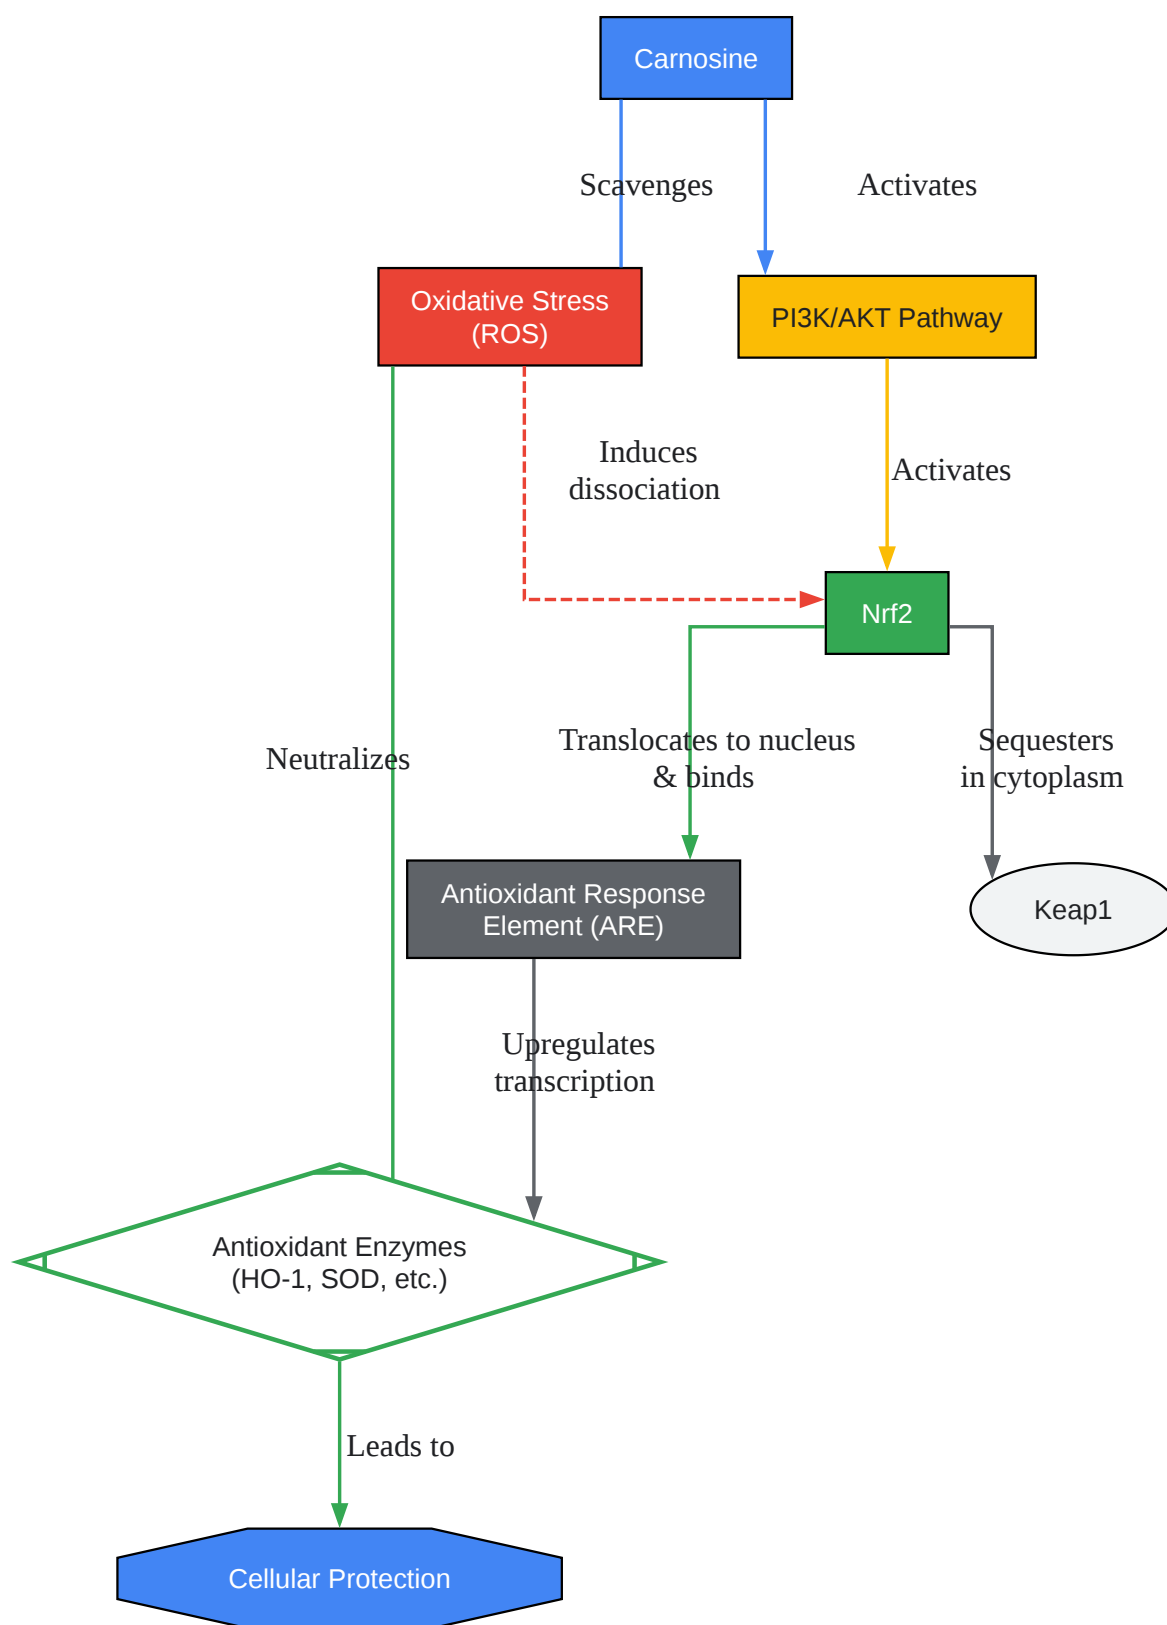 Carnosine
Scavenges
Activates
Oxidative Stress
(ROS)
PI3K/AKT Pathway
Induces
dissociation
Activates
Nrf2
Neutralizes
Translocates to nucleus
& binds
Sequesters
in cytoplasm
Antioxidant Response
Element (ARE)
Keap1
Upregulates
transcription
Antioxidant Enzymes
(HO-1, SOD, etc.)
Leads to
Cellular Protection